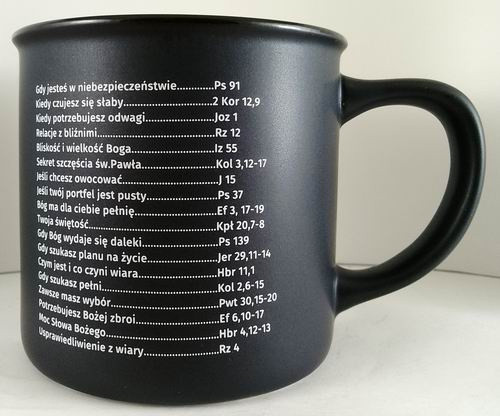 Gdy jesteś w niebezpieczeństwie.............Ps 91
Kiedy czujesz się słaby..............................2 Kor 12,9
Kiedy potrzebujesz odwagi........................Joz 1
Relacje z bliźnimi........................................Rz 12
Bliskość i wielkość Boga............................Iz 55
Sekret szczęścia św.Pawła.........................Kol 3,12-17
Jeśli chcesz owocować................................J 15
Jeśli twój portfel jest pusty.......................Ps 37
Bóg ma dla ciebie pełnię............................Ef 3, 17-19
Twoja świętość.............................................Kpł 20,7-8
Gdy Bóg wydaje się daleki.........................Ps 139
Gdy szukasz planu na życie.......................Jer 29,11-14
Czym jest i co czyni wiara..........................Hbr 11,1
Gdy szukasz pełni.......................................Kol 2,6-15
Zawsze masz wybór....................................Pwt 30,15-20
Potrzebujesz Bożej zbroi...........................Ef 6,10-17
Moc Słowa Bożego......................................Hbr 4,12-13
Usprawiedliwienie z wiary.........................Rz 4